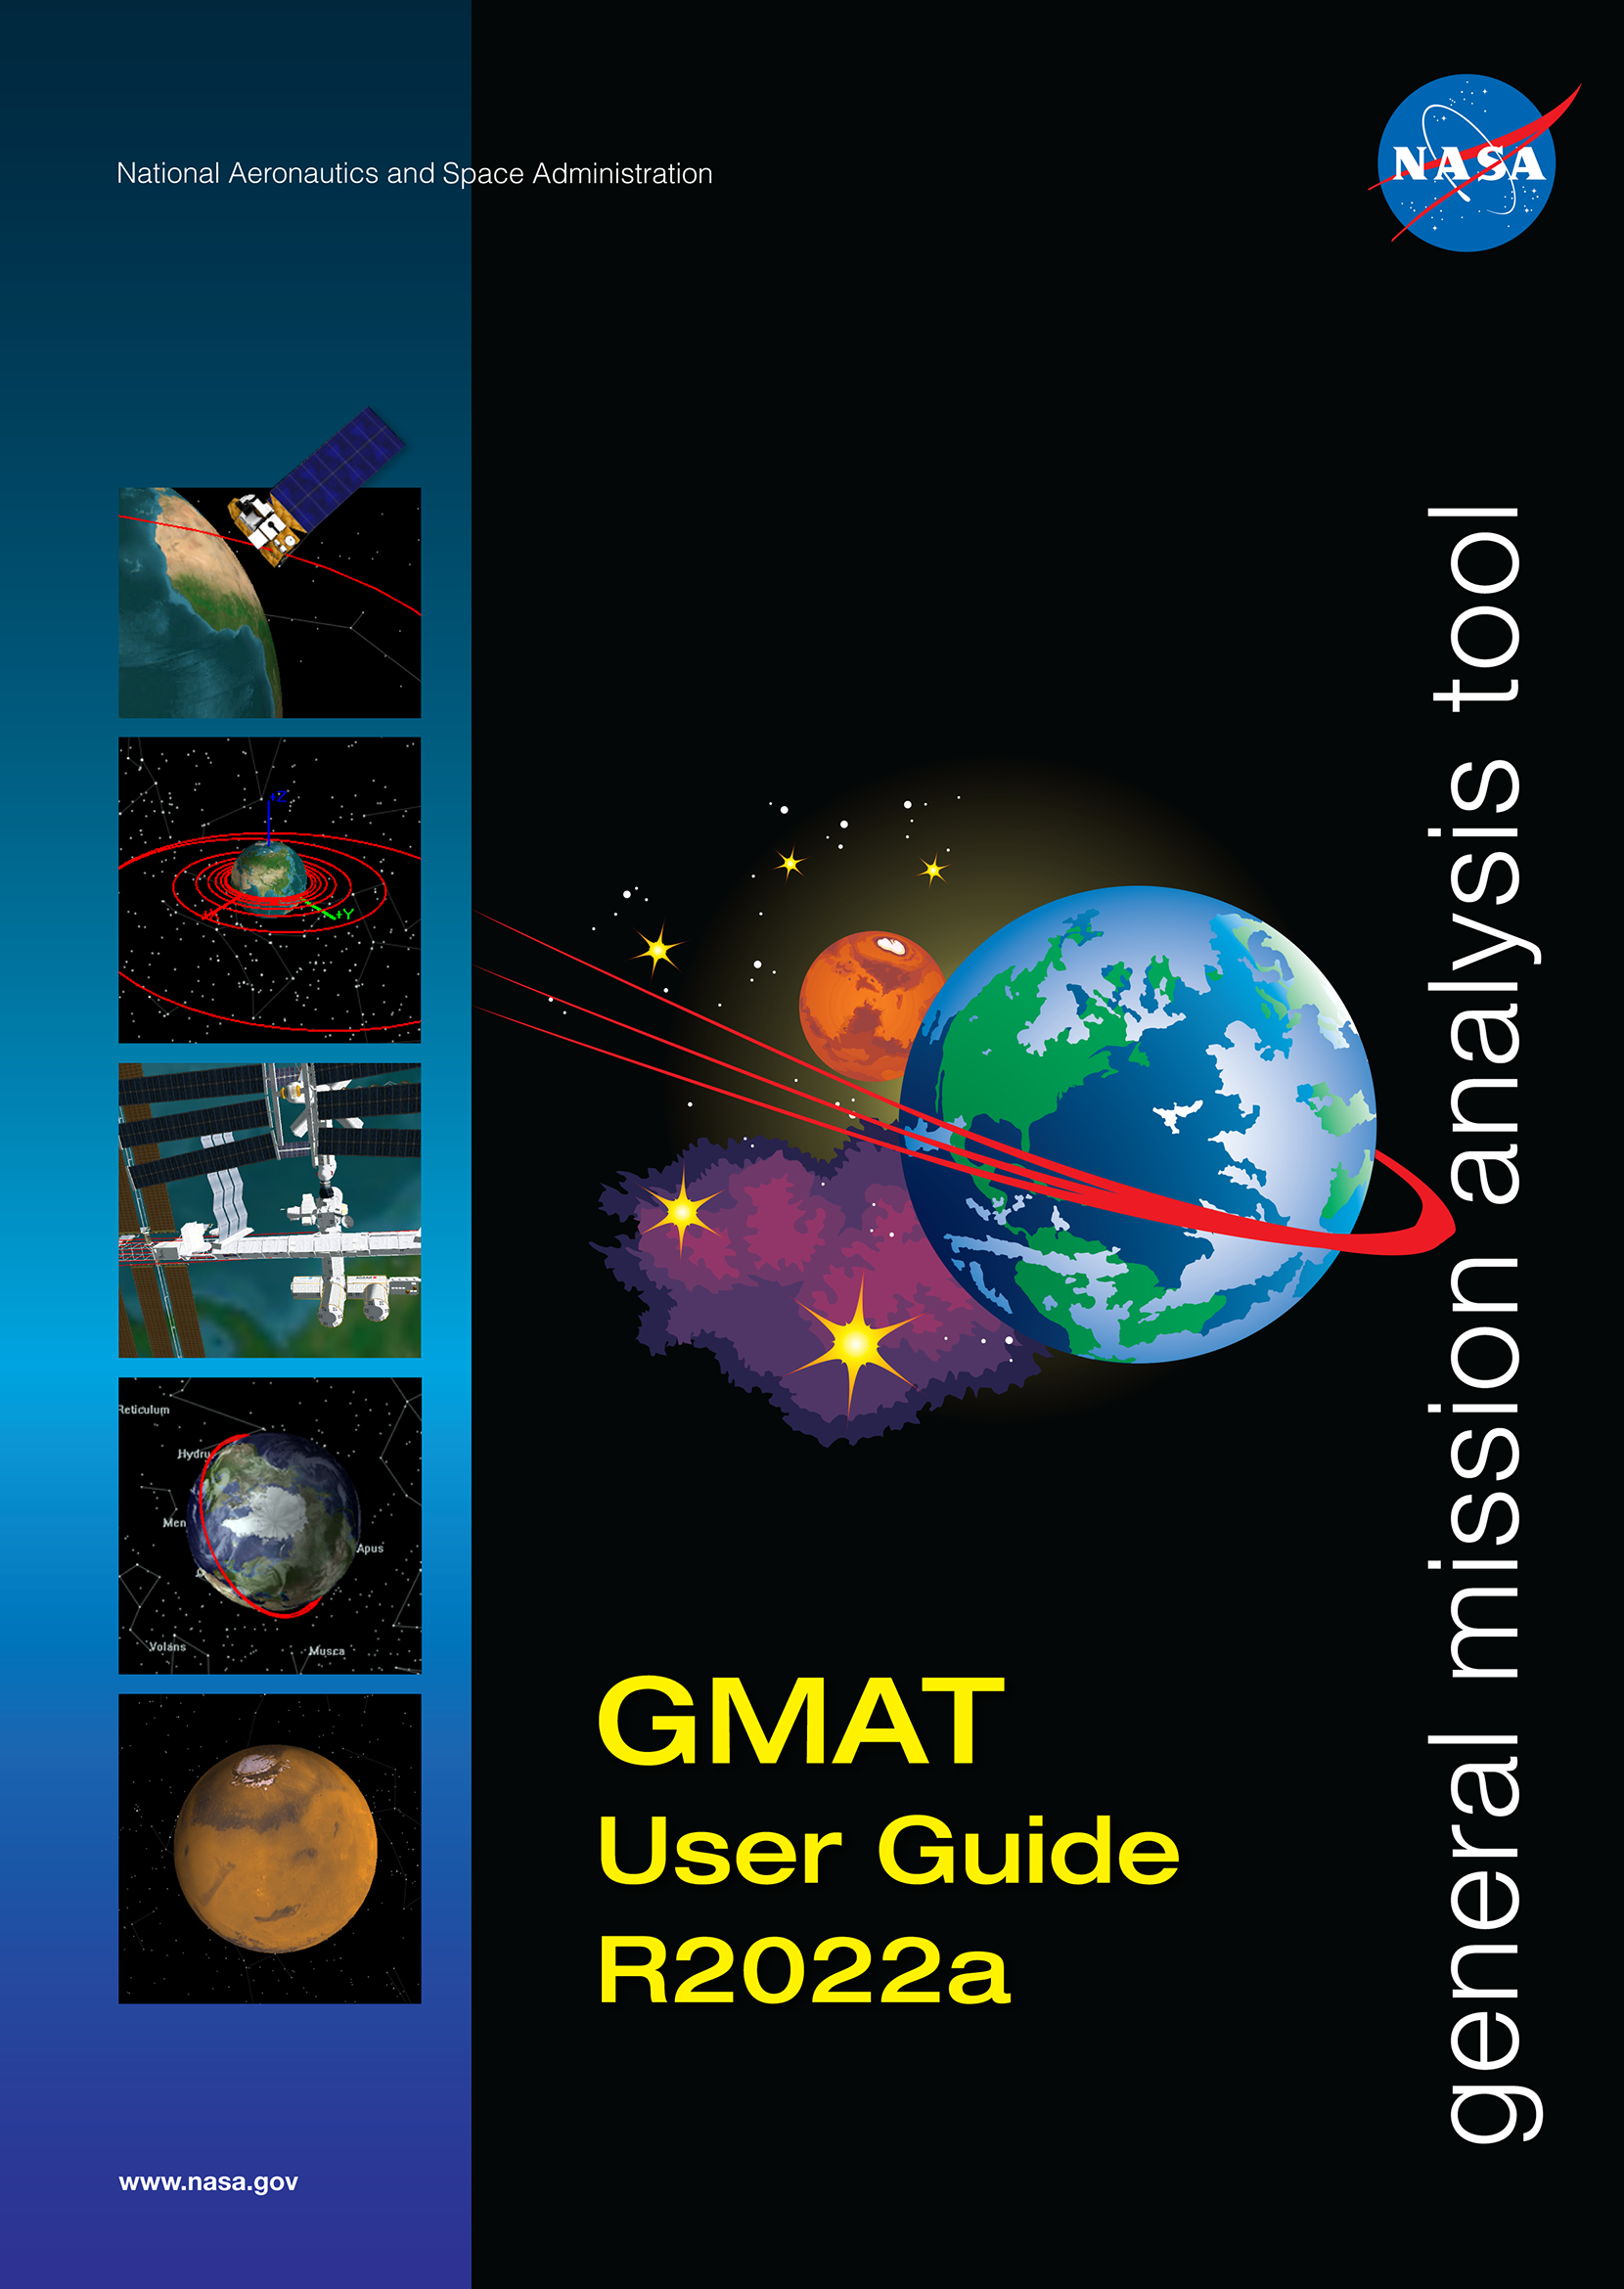 National Aeronautics and Space Administration
NASA
general mission analysis tool
+Z
+Y
Reticulum
Hydru
Men
Apus
Volans
Musca
GMAT
User Guide
R2022a
www.nasa.gov